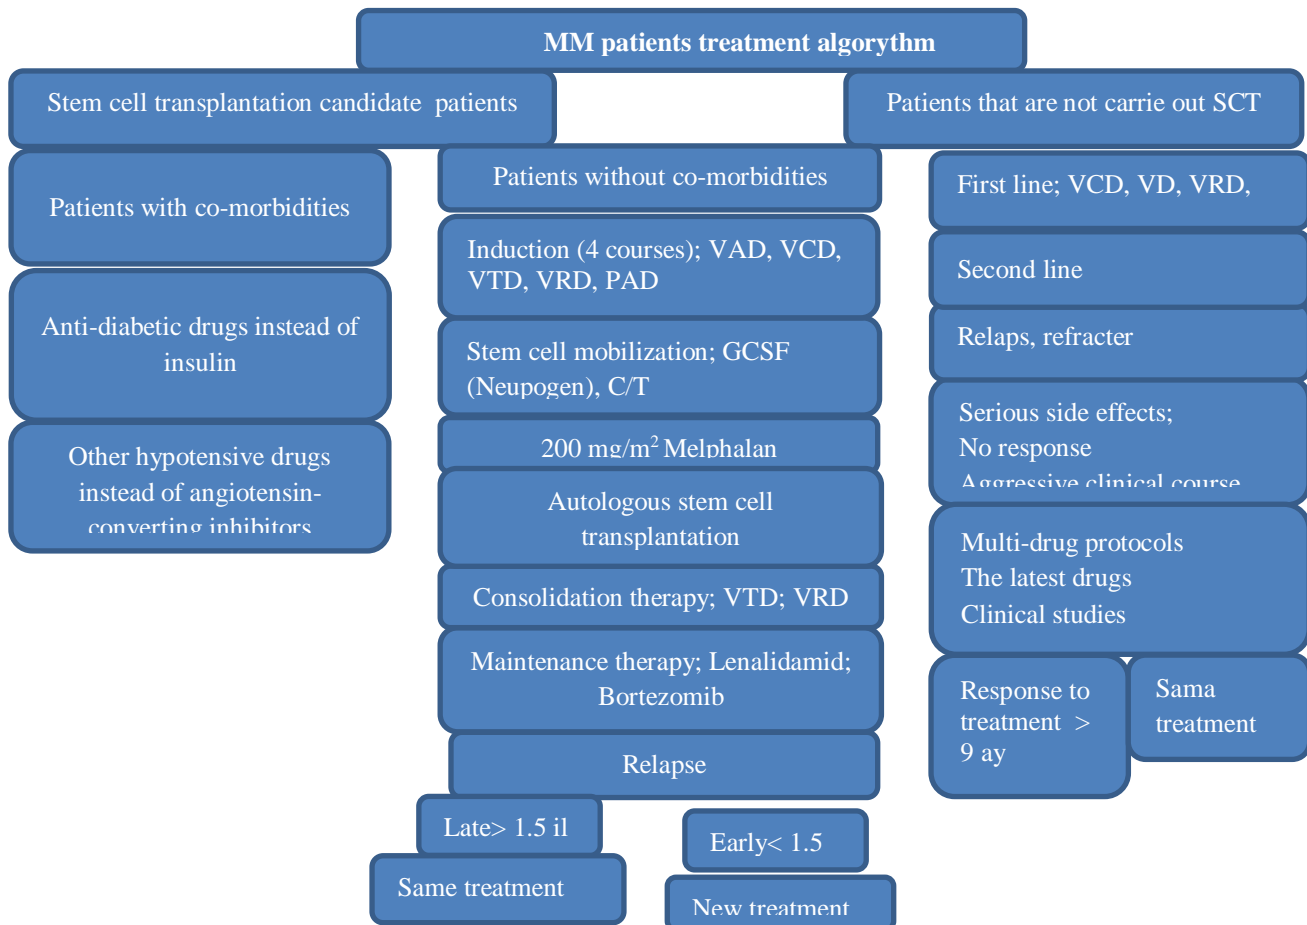 MM patients treatment algorythm
Stem cell transplantation candidate patients
Patients that are not carrie out SCT
Patients with co-morbidities
Anti-diabetic drugs instead of
insulin
Other hypotensive drugs
instead of angiotensin-
converting inhibitors
Patients without co-morbidities
Induction (4 courses); VAD, VCD,
VTD, VRD, PAD
Stem cell mobilization; GCSF
(Neupogen), C/T
200 mg/m² Melphalan
Autologous stem cell
transplantation
Consolidation therapy; VTD; VRD
Maintenance therapy; Lenalidamid;
Bortezomib
Relapse
Late> 1.5 il
Same treatment
Early< 1.5
New treatment
First line; VCD, VD, VRD,
Second line
Relaps, refracter
Serious side effects;
No response
Aggressive clinical course
Multi-drug protocols
The latest drugs
Clinical studies
Response to
treatment >
9 ay
Sama
treatment